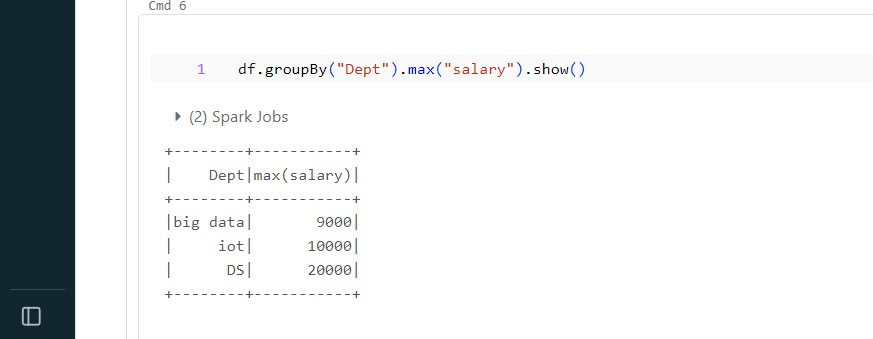 Cmd 6
1 df.groupBy("Dept").max("salary").show()
(2) Spark Jobs
+--------+-----------+
|    Dept|max(salary)|
+--------+-----------+
|big data|       9000|
|     iot|      10000|
|      DS|      20000|
+--------+-----------+